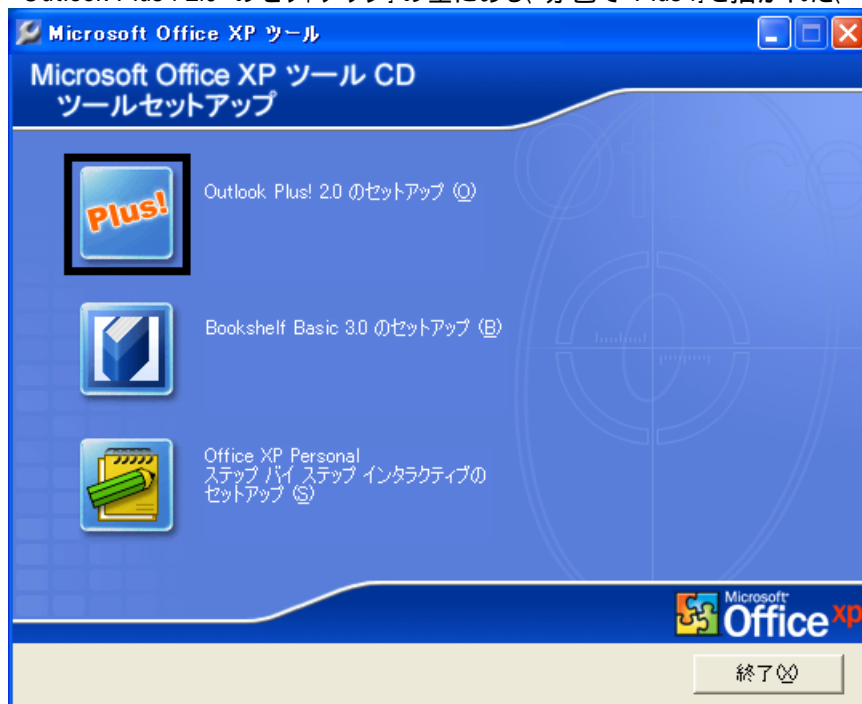 Microsoft Office XP ツール
Microsoft Office XP ツール CD
ツールセットアップ
Plus!
Outlook Plus! 2.0 のセットアップ (O)
Bookshelf Basic 3.0 のセットアップ (B)
Office XP Personal
ステップ バイ ステップ インタラクティブの
セットアップ (S)
Office
Microsoft
Office xp
終了(X)